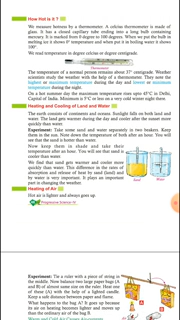 How Hot is it ?
We measure hotness by a thermometer. A celcius thermometer is made of
glass. It has a closed capillary tube ending into a long bulb containing
mercury. It is marked from 0 degree to 100 degrees. When we put the bulb in
melting ice it shows 0° temperature and when put it in boiling water it shows
100°.
We read temperature in degree celcius or degree centigrade.
Thermometer
The temperature of a normal person remains about 37° centigrade. Weather
scientists study the weather with the help of a thermometer. They note the
highest or maximum temperature during the day and lowest or minimum
temperature during the night.
On a hot summer day the maximum temperature rises upto 45°C in Delhi,
Capital of India. Minimum is 5°C or less on a very cold winter night there.
Heating and Cooling of Land and Water
The earth consists of continents and oceans. Sunlight falls on both land and
water. The land gets warmer during the day and cooler after the sunset more
quickly than water.
Experiment: Take some sand and water separately in two beakers. Keep
them in the sun. Note down the temperature of both after an hour. You will
see that the sand is hotter than water.
Now keep them in shade and take their
temperature after an hour. You will see that sand is
cooler than water.
We find that sand gets warmer and cooler more
quickly than water. This difference in the rates of
absorption and release of heat by sand (land) and
by water is very important. It plays an important
part in changing the weather.
Sand
Water
Heating of Air
Hot air is lighter and always goes up.
Experiment: Tie a ruler with a piece of string in
the middle. Now balance two large paper bags (A
and B) of almost same size on the ruler. Heat one
of these (A) with the help of a lighted candle.
Keep a safe distance between paper and flame.
What happens to the bag A? It goes up because
its air on heating becomes lighter and moves up
than the ordinary air of the bag B.